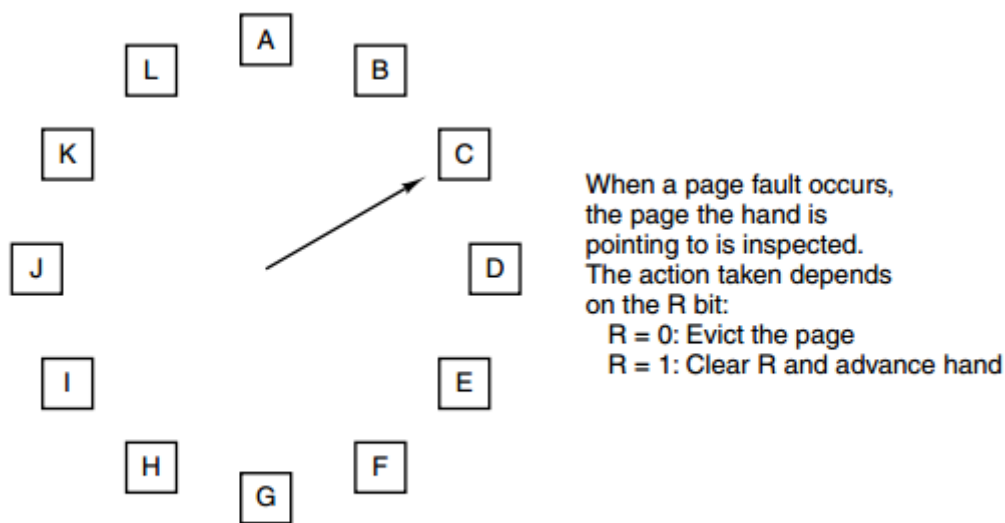 A
L
B
K
C
When a page fault occurs,
the page the hand is
pointing to is inspected.
The action taken depends
on the R bit:
R = 0: Evict the page
R = 1: Clear R and advance hand
J
D
I
E
H
F
G